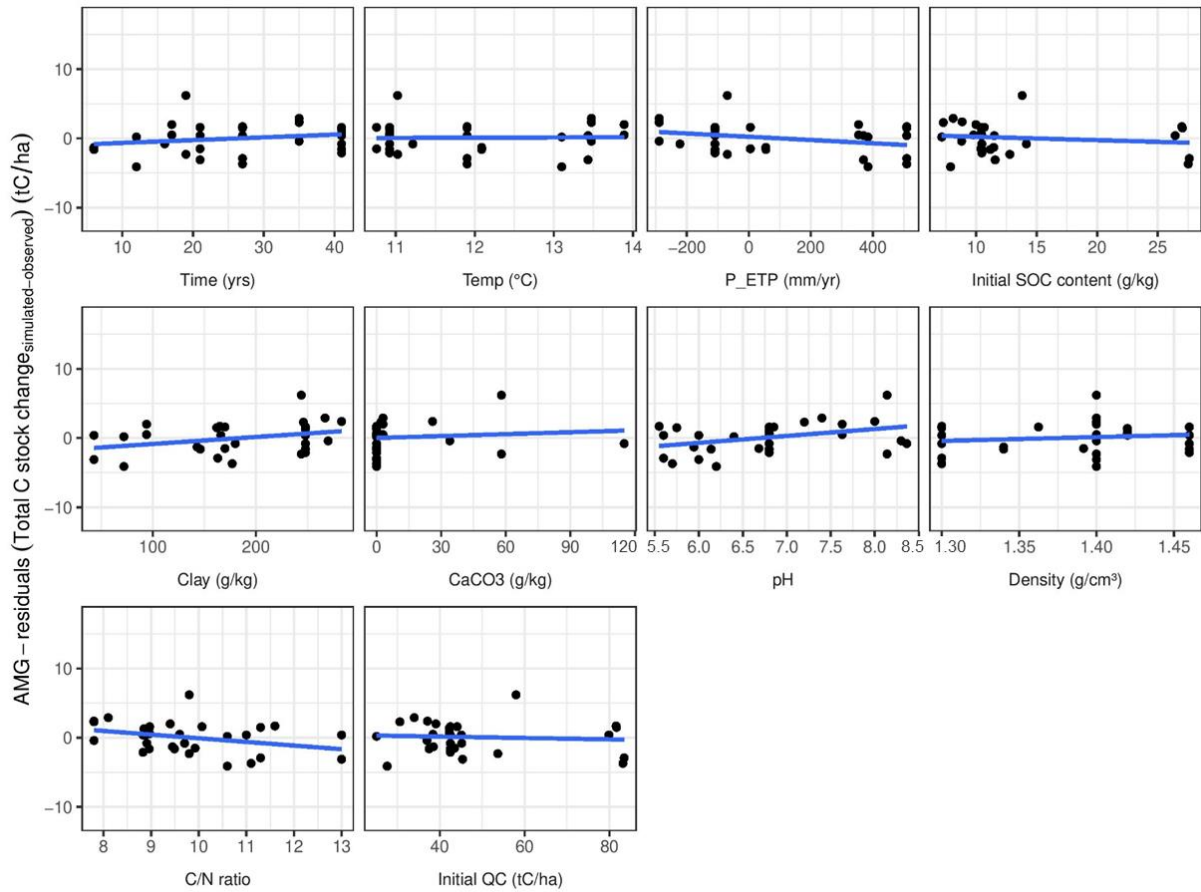 AMG – residuals (Total C stock change simulated−observed) (tC/ha)
10
0
−10
10 20 30 40
Time (yrs)
11 12 13 14
Temp (°C)
−200 0 200 400
P_ETP (mm/yr)
10 15 20 25
Initial SOC content (g/kg)
10
0
−10
100 200
Clay (g/kg)
0 30 60 90 120
CaCO3 (g/kg)
5.5 6.0 6.5 7.0 7.5 8.0 8.5
pH
1.30 1.35 1.40 1.45
Density (g/cm³)
10
0
−10
8 9 10 11 12 13
C/N ratio
40 60 80
Initial QC (tC/ha)